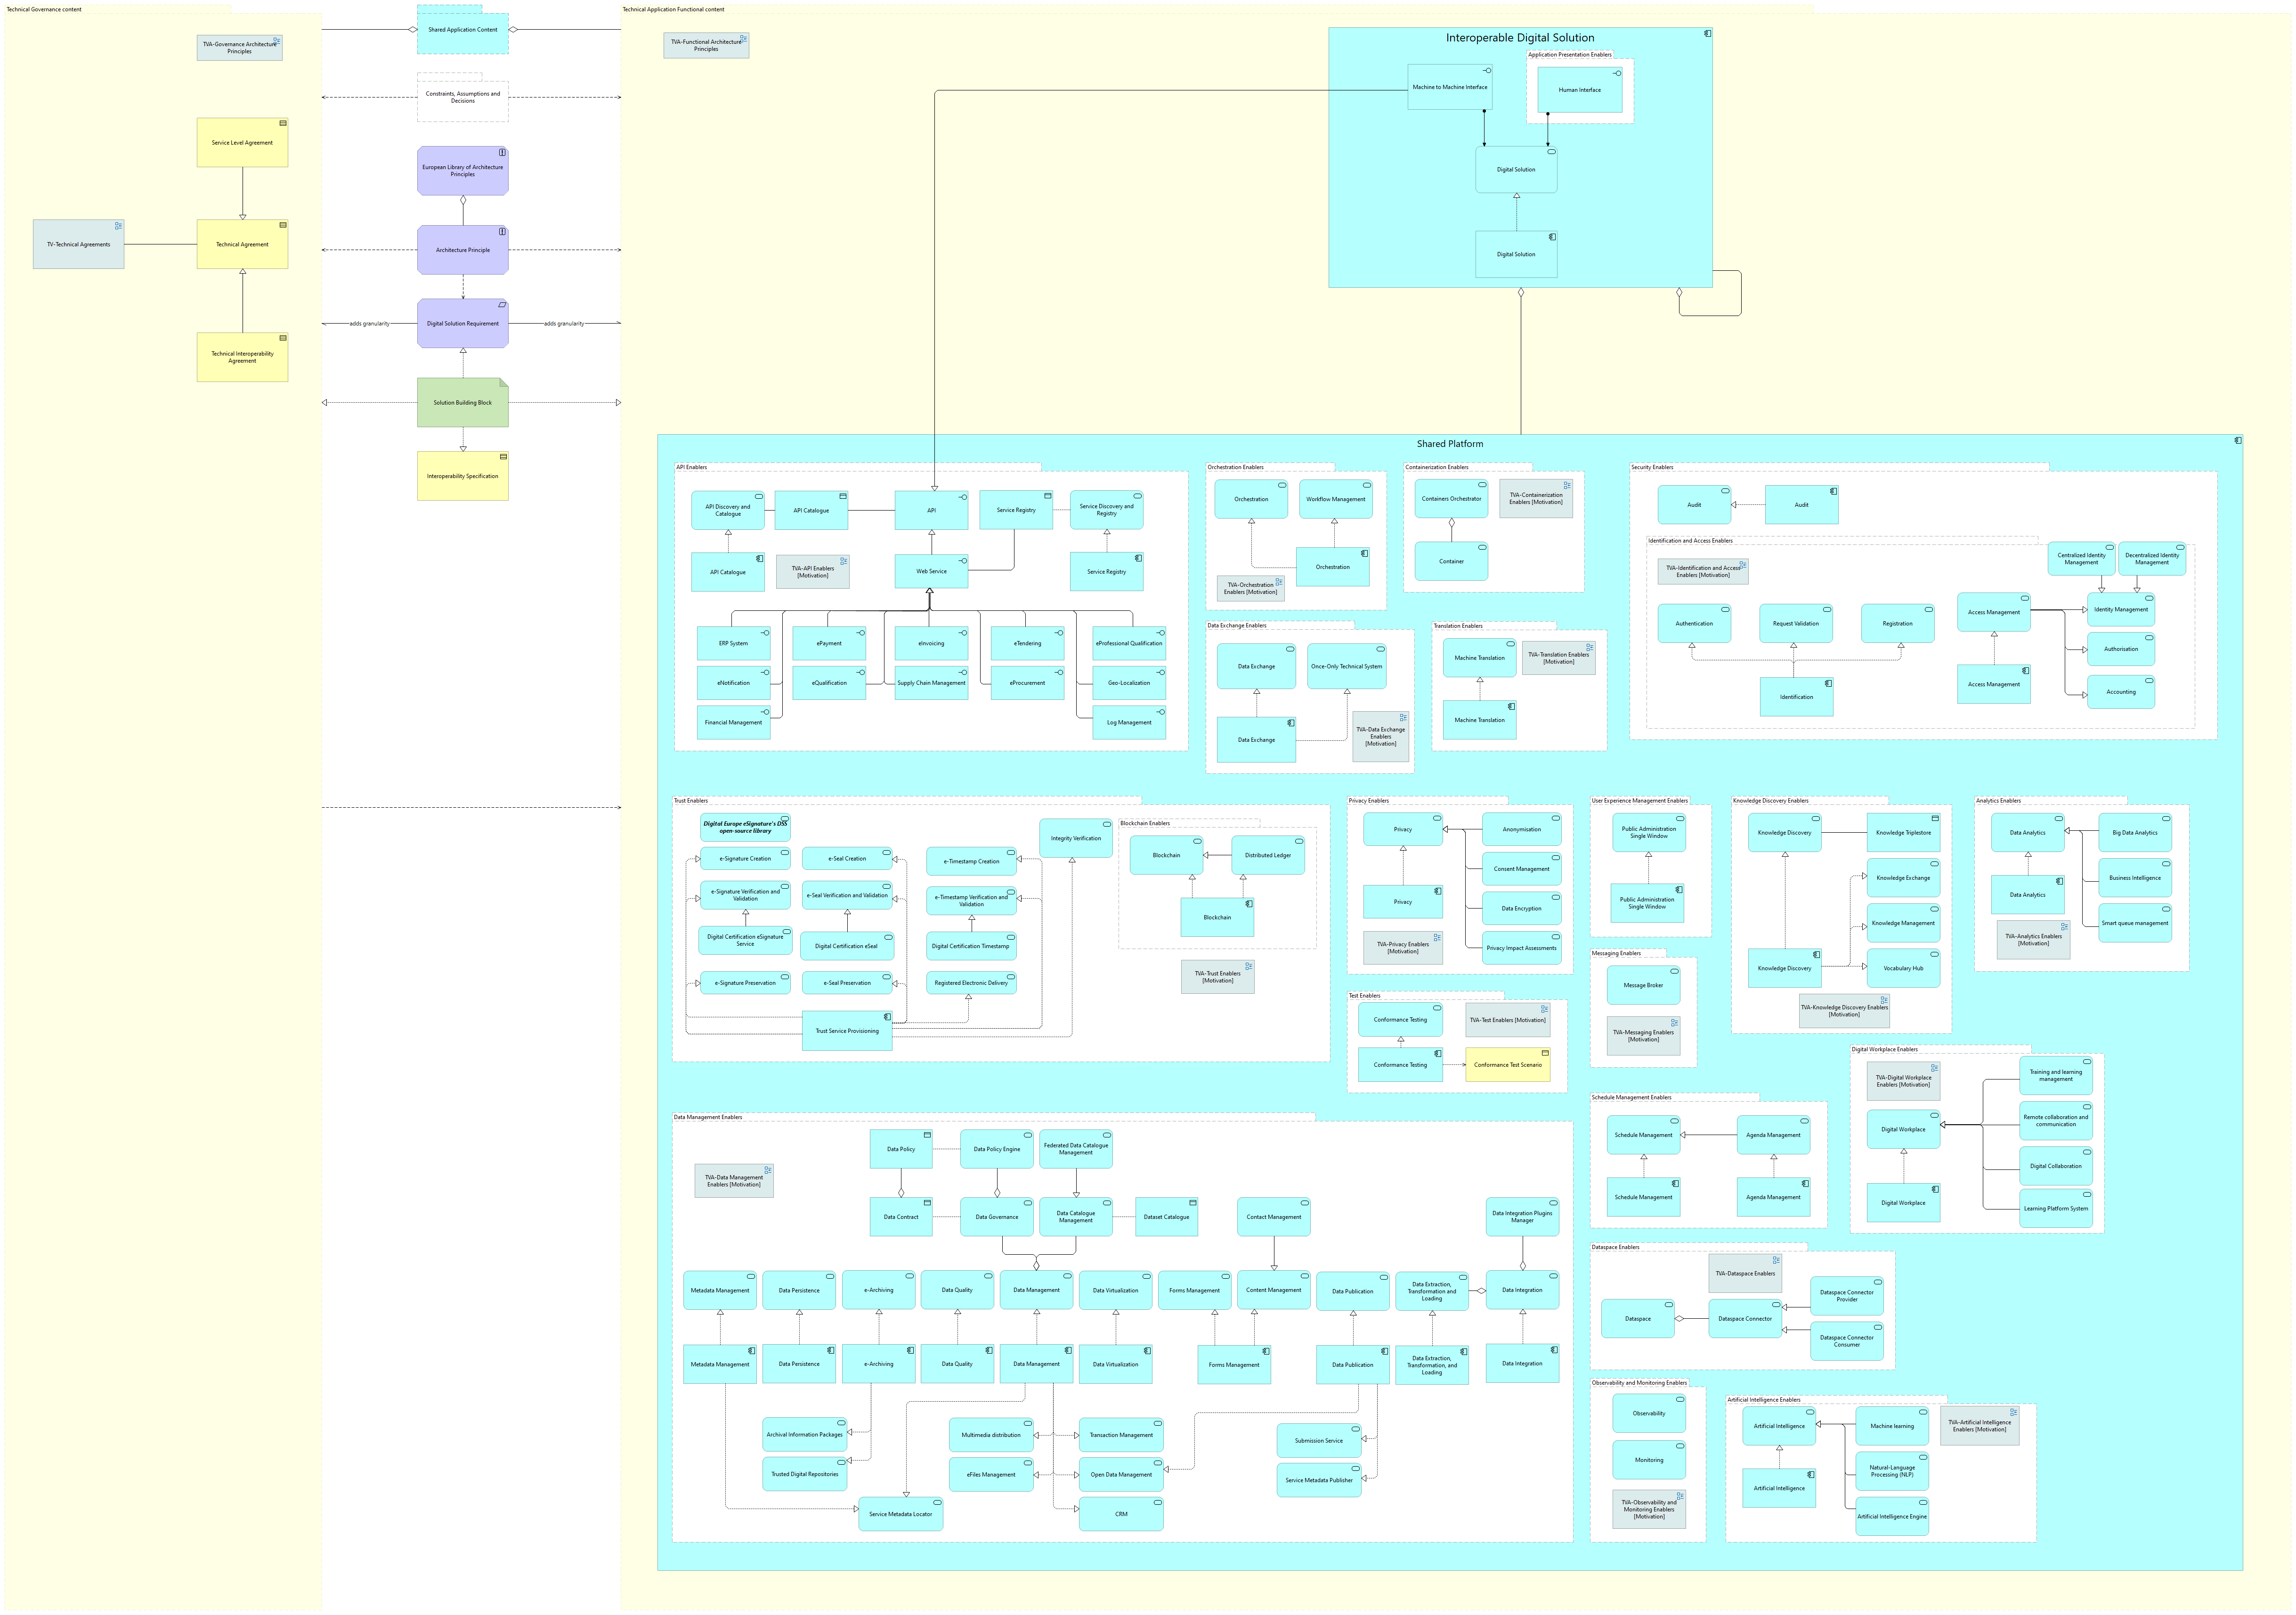 Technical Governance content
TVA-Governance Architecture
Principles
Service Level Agreement
TV-Technical Agreements
Technical Agreement
Technical Interoperability
Agreement
Shared Application Content
Constraints, Assumptions and
Decisions
European Library of Architecture
Principles
Architecture Principle
adds granularity
Digital Solution Requirement
adds granularity
Solution Building Block
Interoperability Specification
Technical Application Functional content
TVA-Functional Architecture
Principles
Interoperable Digital Solution
Application Presentation Enablers
Machine to Machine Interface
Human Interface
Digital Solution
Digital Solution
Shared Platform
API Enablers
API Discovery and
Catalogue
API Catalogue
API
Service Registry
Service Discovery and
Registry
API Catalogue
TVA-API Enablers
[Motivation]
Web Service
Service Registry
ERP System
ePayment
eInvoicing
eTendering
eProfessional Qualification
eNotification
eQualification
Supply Chain Management
eProcurement
Geo-Localization
Financial Management
Log Management
Orchestration Enablers
Orchestration
Workflow Management
Orchestration
TVA-Orchestration
Enablers [Motivation]
Containerization Enablers
Containers Orchestrator
TVA-Containerization
Enablers [Motivation]
Container
Data Exchange Enablers
Data Exchange
Once-Only Technical System
Data Exchange
TVA-Data Exchange
Enablers
[Motivation]
Translation Enablers
Machine Translation
TVA-Translation Enablers
[Motivation]
Machine Translation
Security Enablers
Audit
Audit
Identification and Access Enablers
TVA-Identification and Access
Enablers [Motivation]
Centralized Identity
Management
Decentralized Identity
Management
Authentication
Request Validation
Registration
Access Management
Identity Management
Authorisation
Identification
Access Management
Accounting
Trust Enablers
Digital Europe eSignature's DSS
open-source library
e-Signature Creation
e-Seal Creation
e-Timestamp Creation
Integrity Verification
e-Signature Verification and
Validation
e-Seal Verification and Validation
e-Timestamp Verification and
Validation
Digital Certification eSignature
Service
Digital Certification eSeal
Digital Certification Timestamp
e-Signature Preservation
e-Seal Preservation
Registered Electronic Delivery
Trust Service Provisioning
Blockchain Enablers
Blockchain
Distributed Ledger
Blockchain
TVA-Trust Enablers
[Motivation]
Privacy Enablers
Privacy
Anonymisation
Consent Management
Privacy
Data Encryption
TVA-Privacy Enablers
[Motivation]
Privacy Impact Assessments
Test Enablers
Conformance Testing
TVA-Test Enablers [Motivation]
Conformance Testing
Conformance Test Scenario
User Experience Management Enablers
Public Administration
Single Window
Public Administration
Single Window
Messaging Enablers
Message Broker
TVA-Messaging Enablers
[Motivation]
Knowledge Discovery Enablers
Knowledge Discovery
Knowledge Triplestore
Knowledge Exchange
Knowledge Management
Knowledge Discovery
Vocabulary Hub
TVA-Knowledge Discovery Enablers
[Motivation]
Analytics Enablers
Data Analytics
Big Data Analytics
Data Analytics
Business Intelligence
TVA-Analytics Enablers
[Motivation]
Smart queue management
Digital Workplace Enablers
TVA-Digital Workplace
Enablers [Motivation]
Training and learning
management
Digital Workplace
Remote collaboration and
communication
Digital Collaboration
Digital Workplace
Learning Platform System
Schedule Management Enablers
Schedule Management
Agenda Management
Schedule Management
Agenda Management
Data Management Enablers
TVA-Data Management
Enablers [Motivation]
Data Policy
Data Policy Engine
Federated Data Catalogue
Management
Data Contract
Data Governance
Data Catalogue
Management
Dataset Catalogue
Contact Management
Data Integration Plugins
Manager
Metadata Management
Data Persistence
e-Archiving
Data Quality
Data Management
Data Virtualization
Forms Management
Content Management
Data Publication
Data Extraction,
Transformation and
Loading
Data Integration
Metadata Management
Data Persistence
e-Archiving
Data Quality
Data Management
Data Virtualization
Forms Management
Data Publication
Data Extraction,
Transformation, and
Loading
Data Integration
Archival Information Packages
Multimedia distribution
Transaction Management
Submission Service
Trusted Digital Repositories
eFiles Management
Open Data Management
Service Metadata Publisher
Service Metadata Locator
CRM
Dataspace Enablers
TVA-Dataspace Enablers
Dataspace
Dataspace Connector
Dataspace Connector
Provider
Dataspace Connector
Consumer
Observability and Monitoring Enablers
Observability
Monitoring
TVA-Observability and
Monitoring Enablers
[Motivation]
Artificial Intelligence Enablers
Artificial Intelligence
Machine learning
TVA-Artificial Intelligence
Enablers [Motivation]
Natural-Language
Processing (NLP)
Artificial Intelligence
Artificial Intelligence Engine